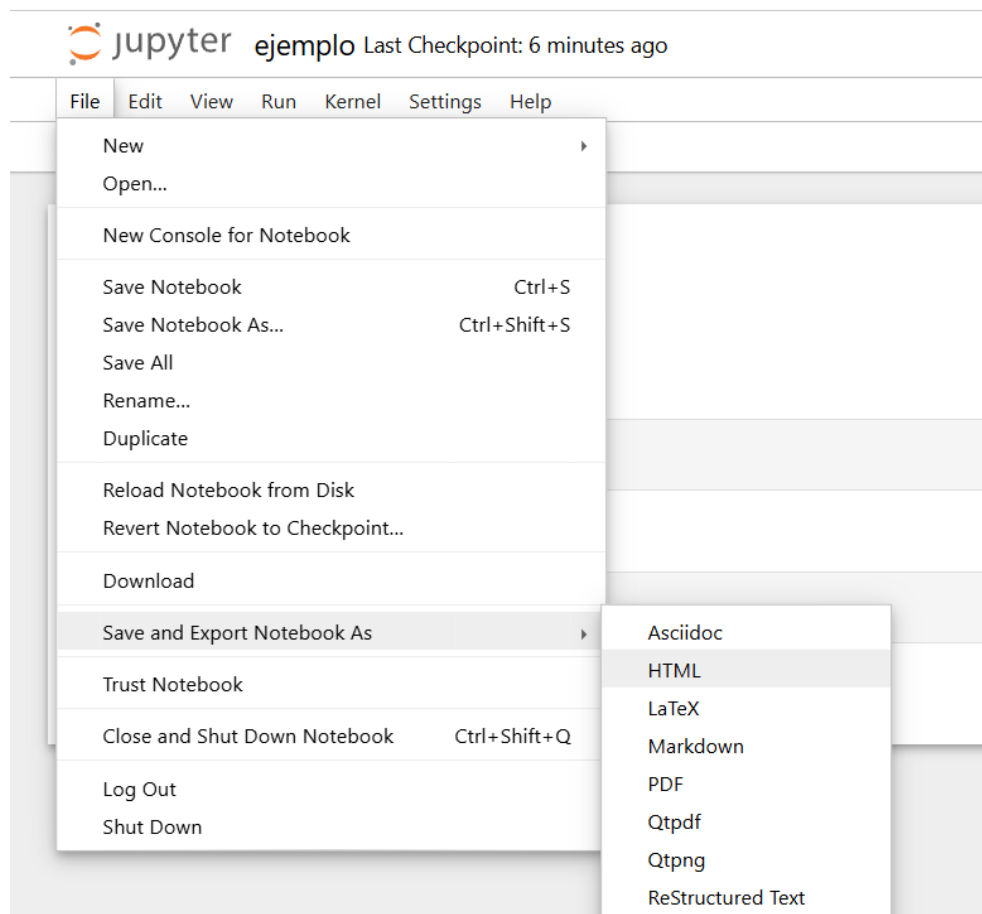 jupyter ejemplo Last Checkpoint: 6 minutes ago
File Edit View Run Kernel Settings Help
New
Open...
New Console for Notebook
Save Notebook Ctrl+S
Save Notebook As... Ctrl+Shift+S
Save All
Rename...
Duplicate
Reload Notebook from Disk
Revert Notebook to Checkpoint...
Download
Save and Export Notebook As
Trust Notebook
Close and Shut Down Notebook Ctrl+Shift+Q
Log Out
Shut Down
Asciidoc
HTML
LaTeX
Markdown
PDF
Qtpdf
Qtpng
ReStructured Text